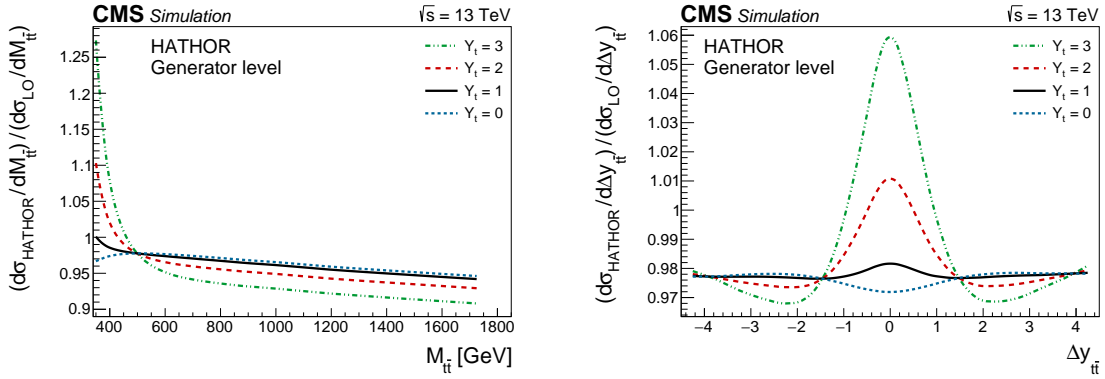 CMS Simulation √s = 13 TeV
(dσ_HATHOR/dM_tt̄) / (dσ_LO/dM_tt̄)
HATHOR
Generator level
Y_t = 3
Y_t = 2
Y_t = 1
Y_t = 0
1.25
1.2
1.15
1.1
1.05
1
0.95
0.9
400 600 800 1000 1200 1400 1600 1800
M_tt̄ [GeV]
CMS Simulation √s = 13 TeV
(dσ_HATHOR/dΔy_tt̄) / (dσ_LO/dΔy_tt̄)
HATHOR
Generator level
Y_t = 3
Y_t = 2
Y_t = 1
Y_t = 0
1.06
1.05
1.04
1.03
1.02
1.01
1
0.99
0.98
0.97
−4 −3 −2 −1 0 1 2 3 4
Δy_tt̄